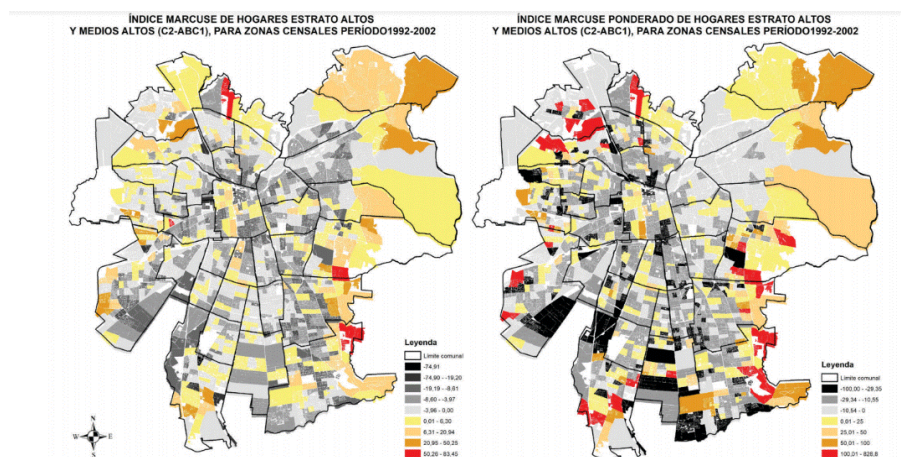 ÍNDICE MARCUSE DE HOGARES ESTRATO ALTOS
Y MEDIOS ALTOS (C2-ABC1), PARA ZONAS CENSALES PERÍODO1992-2002
Leyenda
Límite comunal
-74,91
-74,90 - -19,20
-19,19 - -8,61
-8,60 - -3,97
-3,96 - 0,00
0,01 - 6,30
6,31 - 20,94
20,95 - 50,25
50,26 - 83,45
N
W
E
S
ÍNDICE MARCUSE PONDERADO DE HOGARES ESTRATO ALTOS
Y MEDIOS ALTOS (C2-ABC1), PARA ZONAS CENSALES PERÍODO1992-2002
Leyenda
Límite comunal
-100,00 - -29,35
-29,34 - -10,55
-10,54 - 0
0,01 - 25
25,01 - 50
50,01 - 100
100,01 - 826,8